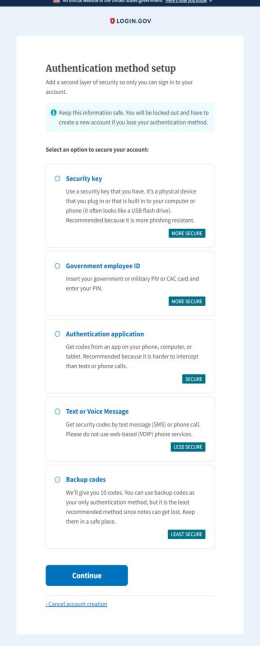 An official website of the United States government Here's how you know
LOGIN.GOV
Authentication method setup
Add a second layer of security so only you can sign in to your
account.
Keep this information safe. You will be locked out and have to
create a new account if you lose your authentication method.
Select an option to secure your account:
Security key
Use a security key that you have. It's a physical device
that you plug in or that is built in to your computer or
phone (it often looks like a USB flash drive).
Recommended because it is more phishing resistant.
MORE SECURE
Government employee ID
Insert your government or military PIV or CAC card and
enter your PIN.
MORE SECURE
Authentication application
Get codes from an app on your phone, computer, or
tablet. Recommended because it is harder to intercept
than texts or phone calls.
SECURE
Text or Voice Message
Get security codes by text message (SMS) or phone call.
Please do not use web-based (VOIP) phone services.
LESS SECURE
Backup codes
We'll give you 10 codes. You can use backup codes as
your only authentication method, but it is the least
recommended method since notes can get lost. Keep
them in a safe place.
LEAST SECURE
Continue
‹ Cancel account creation